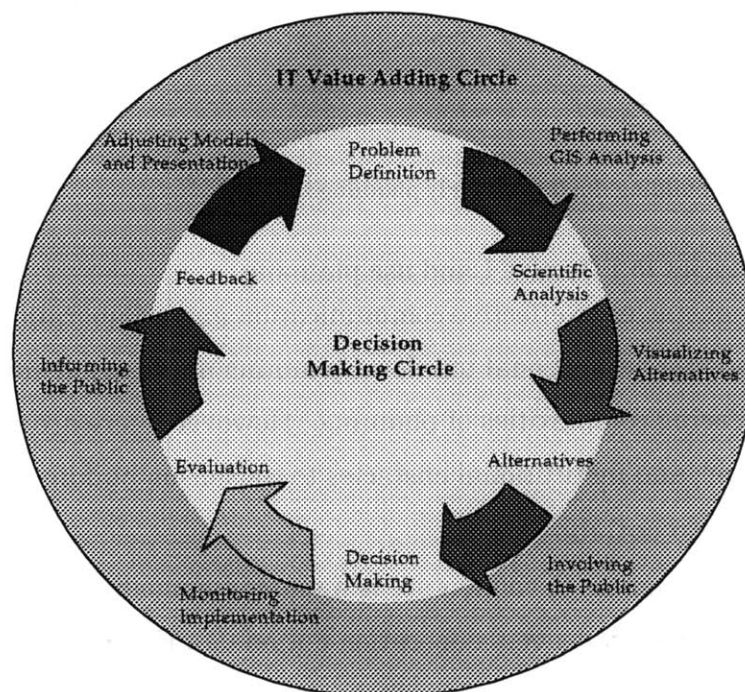 IT Value Adding Circle
Adjusting Models
and Presentation
Problem
Definition
Performing
GIS Analysis
Feedback
Scientific
Analysis
Decision
Making Circle
Informing
the Public
Visualizing
Alternatives
Evaluation
Alternatives
Decision
Making
Monitoring
Implementation
Involving
the Public